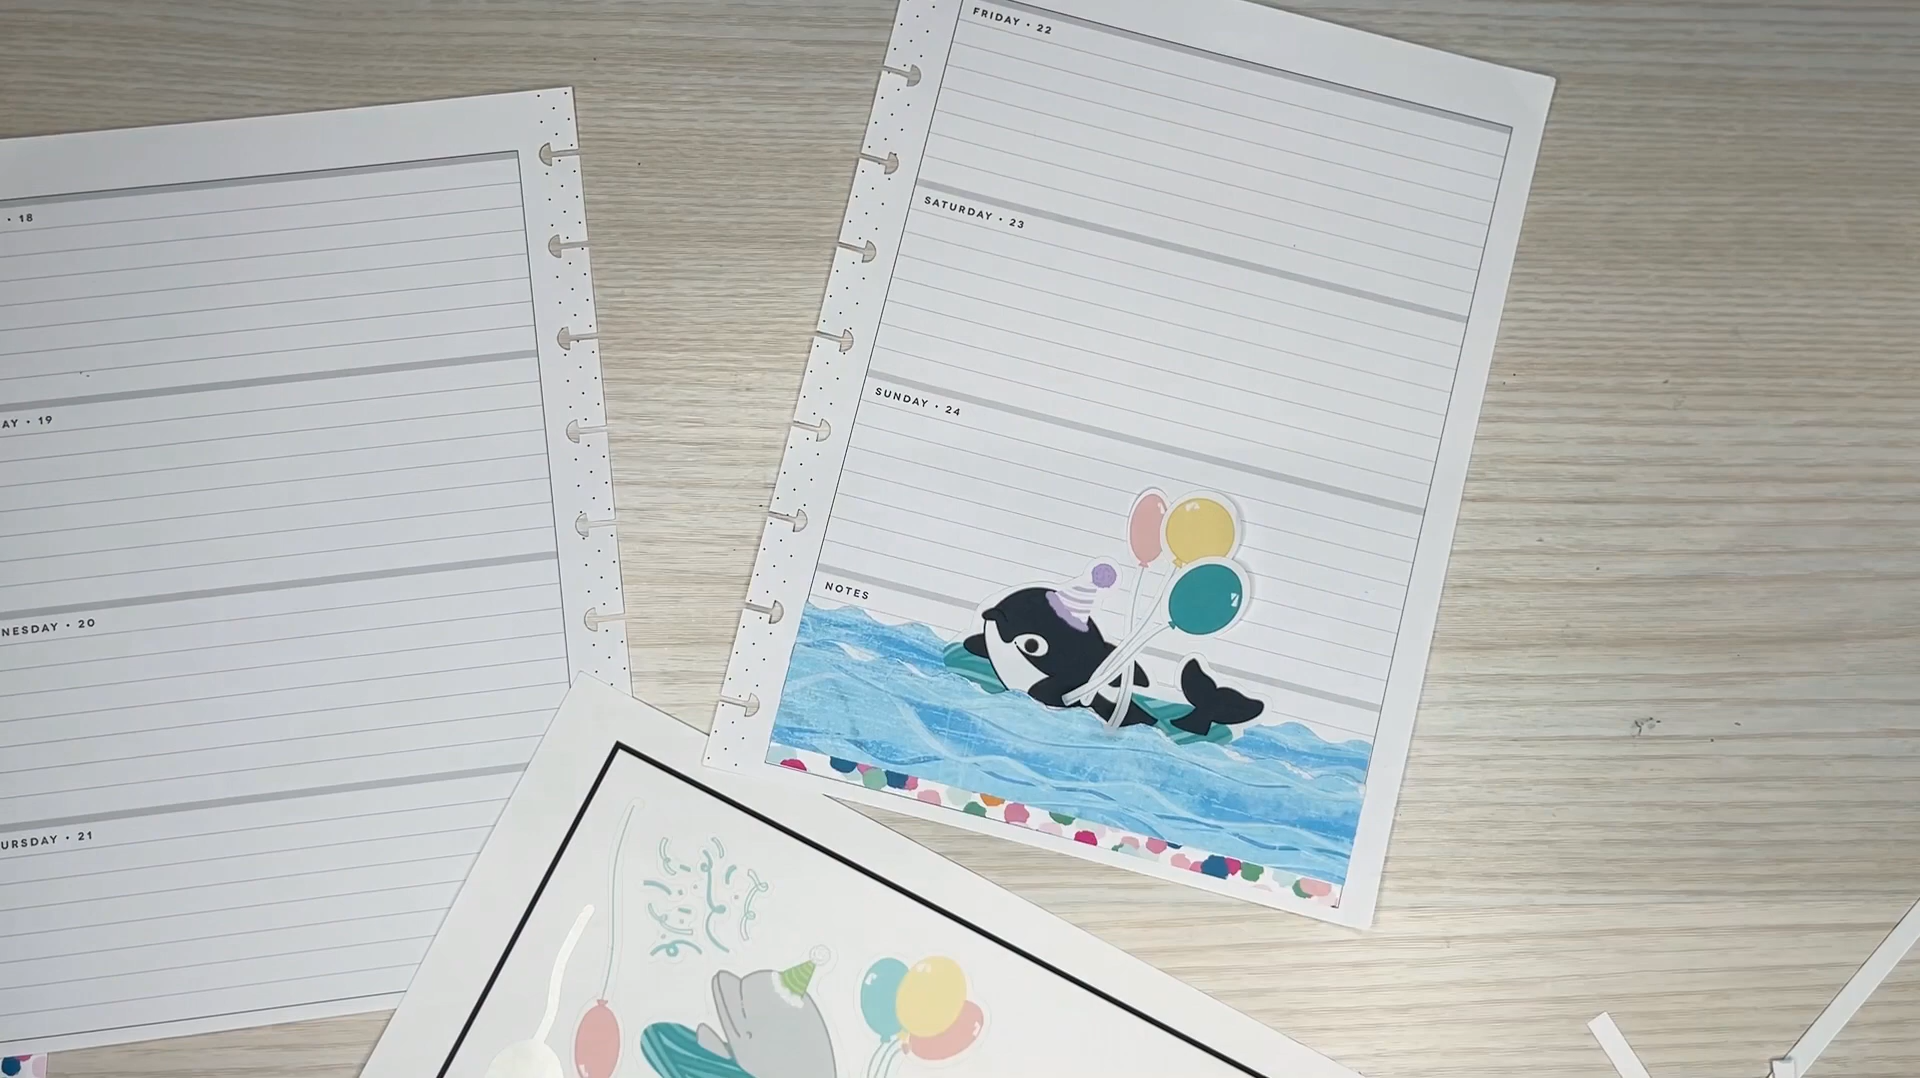 • 18
AY • 19
NESDAY • 20
URSDAY • 21
FRIDAY • 22
SATURDAY • 23
SUNDAY • 24
NOTES